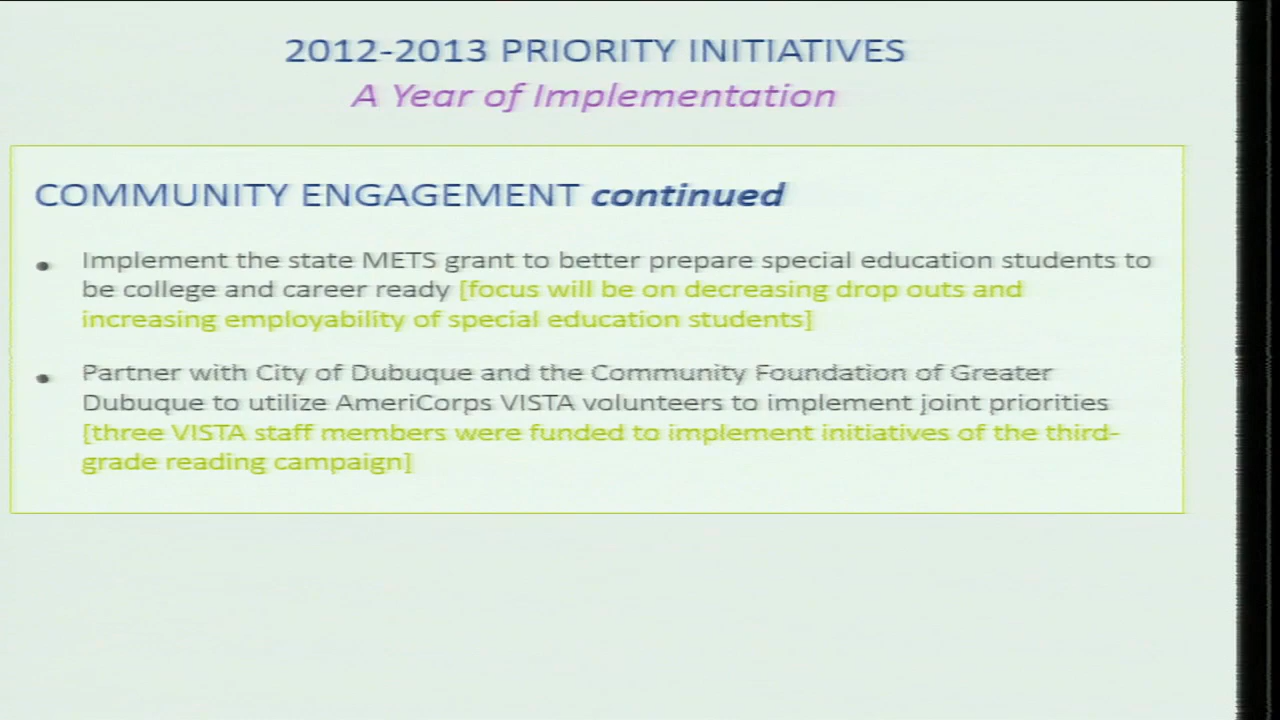 2012-2013 PRIORITY INITIATIVES
A Year of Implementation
COMMUNITY ENGAGEMENT continued
• Implement the state METS grant to better prepare special education students to
be college and career ready [focus will be on decreasing drop outs and
increasing employability of special education students]
• Partner with City of Dubuque and the Community Foundation of Greater
Dubuque to utilize AmeriCorps VISTA volunteers to implement joint priorities
[three VISTA staff members were funded to implement initiatives of the third-
grade reading campaign]